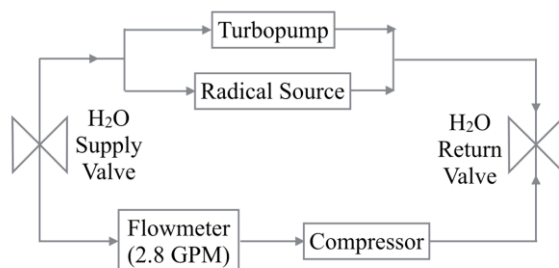 Turbopump
Radical Source
H₂O
Supply
Valve
H₂O
Return
Valve
Flowmeter
(2.8 GPM)
Compressor